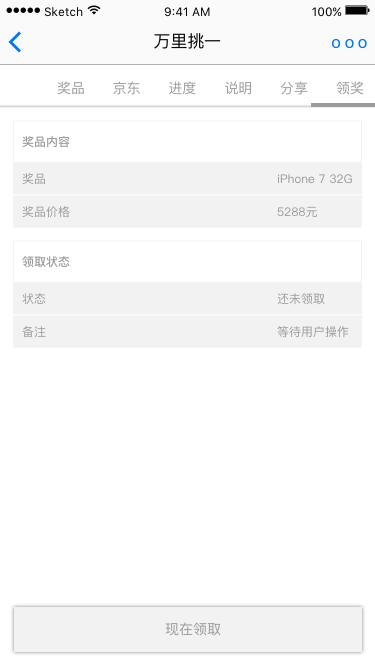 Sketch 9:41 AM 100%
万里挑一
奖品 京东 进度 说明 分享 领奖
奖品内容
奖品 iPhone 7 32G
奖品价格 5288元
领取状态
状态 还未领取
备注 等待用户操作
现在领取